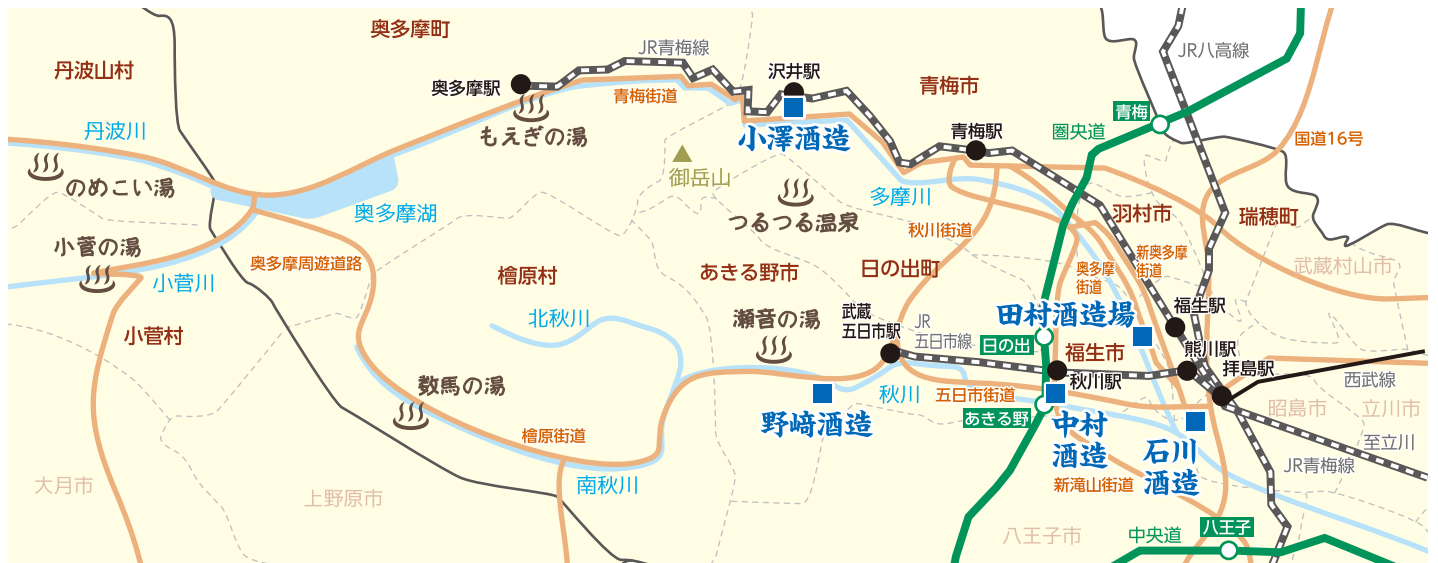 奥多摩町
丹波山村
JR青梅線
JR八高線
沢井駅
奥多摩駅
青梅街道
青梅市
青梅
丹波川
もえぎの湯
小澤酒造
青梅駅
圏央道
国道16号
のめこい湯
御岳山
奥多摩湖
つるつる温泉
多摩川
羽村市
瑞穂町
小菅の湯
秋川街道
奥多摩周遊道路
小菅川
檜原村
あきる野市
日の出町
奥多摩
街道
新奥多摩
街道
武蔵村山市
小菅村
北秋川
瀬音の湯
武蔵
五日市駅
JR
五日市線
田村酒造場
福生駅
日の出
福生市
熊川駅
拝島駅
数馬の湯
秋川
五日市街道
秋川駅
西武線
野﨑酒造
あきる野
中村
酒造
昭島市
立川市
檜原街道
石川
酒造
至立川
JR青梅線
大月市
上野原市
南秋川
新滝山街道
八王子市
中央道
八王子